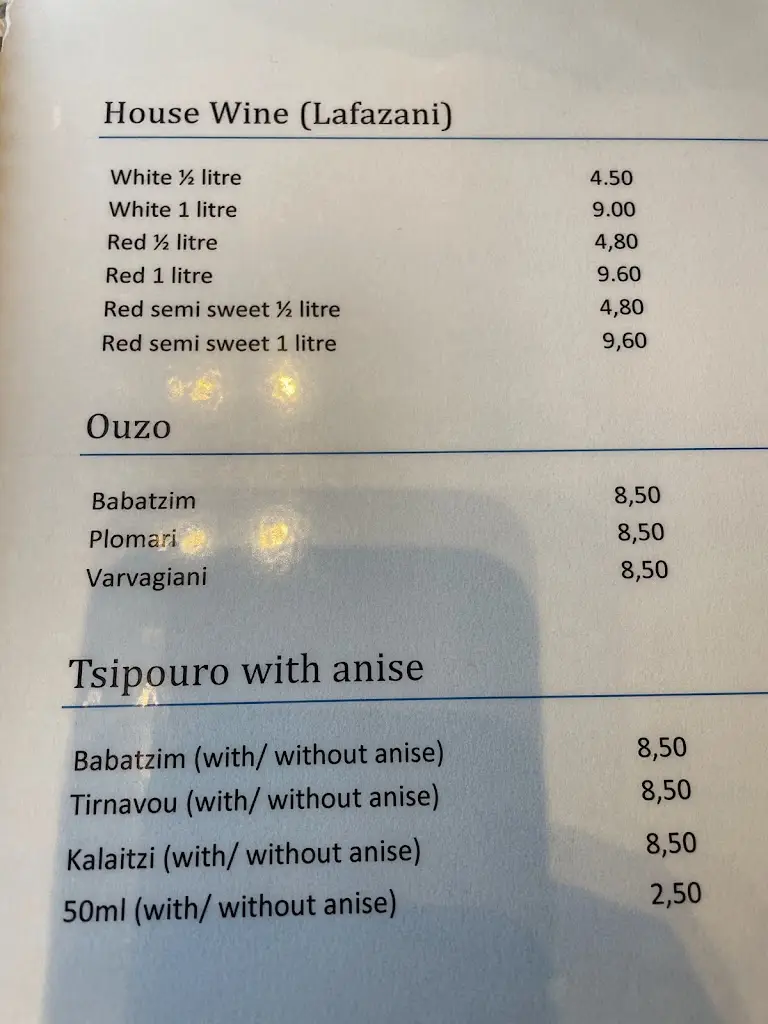 House Wine (Lafazani)
White ½ litre 4.50
White 1 litre 9.00
Red ½ litre 4,80
Red 1 litre 9.60
Red semi sweet ½ litre 4,80
Red semi sweet 1 litre 9,60
Ouzo
Babatzim 8,50
Plomari 8,50
Varvagiani 8,50
Tsipouro with anise
Babatzim (with/ without anise) 8,50
Tirnavou (with/ without anise) 8,50
Kalaitzi (with/ without anise) 8,50
50ml (with/ without anise) 2,50